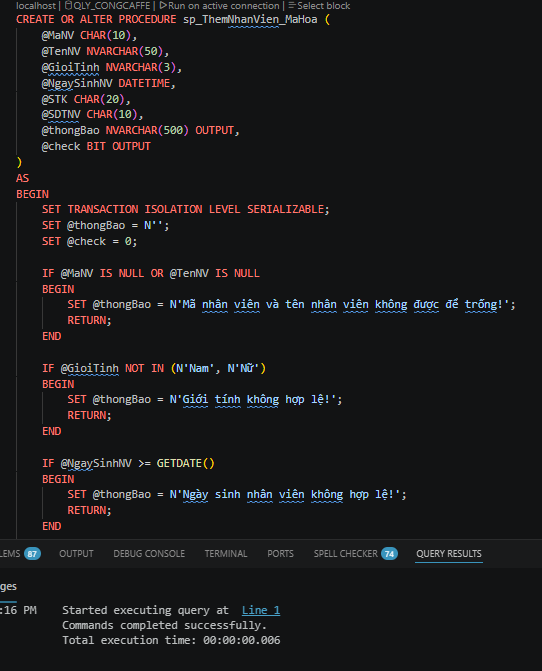 localhost | QLY_CONGCAFFE | Run on active connection | Select block
CREATE OR ALTER PROCEDURE sp_ThemNhanVien_MaHoa (
@MaNV CHAR(10),
@TenNV NVARCHAR(50),
@GioiTinh NVARCHAR(3),
@NgaySinhNV DATETIME,
@STK CHAR(20),
@SDTNV CHAR(10),
@thongBao NVARCHAR(500) OUTPUT,
@check BIT OUTPUT
)
AS
BEGIN
SET TRANSACTION ISOLATION LEVEL SERIALIZABLE;
SET @thongBao = N'';
SET @check = 0;
IF @MaNV IS NULL OR @TenNV IS NULL
BEGIN
SET @thongBao = N'Mã nhân viên và tên nhân viên không được để trống!';
RETURN;
END
IF @GioiTinh NOT IN (N'Nam', N'Nữ')
BEGIN
SET @thongBao = N'Giới tính không hợp lệ!';
RETURN;
END
IF @NgaySinhNV >= GETDATE()
BEGIN
SET @thongBao = N'Ngày sinh nhân viên không hợp lệ!';
RETURN;
END
LEMS 87 OUTPUT DEBUG CONSOLE TERMINAL PORTS SPELL CHECKER 74 QUERY RESULTS
ges
:16 PM Started executing query at Line 1
Commands completed successfully.
Total execution time: 00:00:00.006